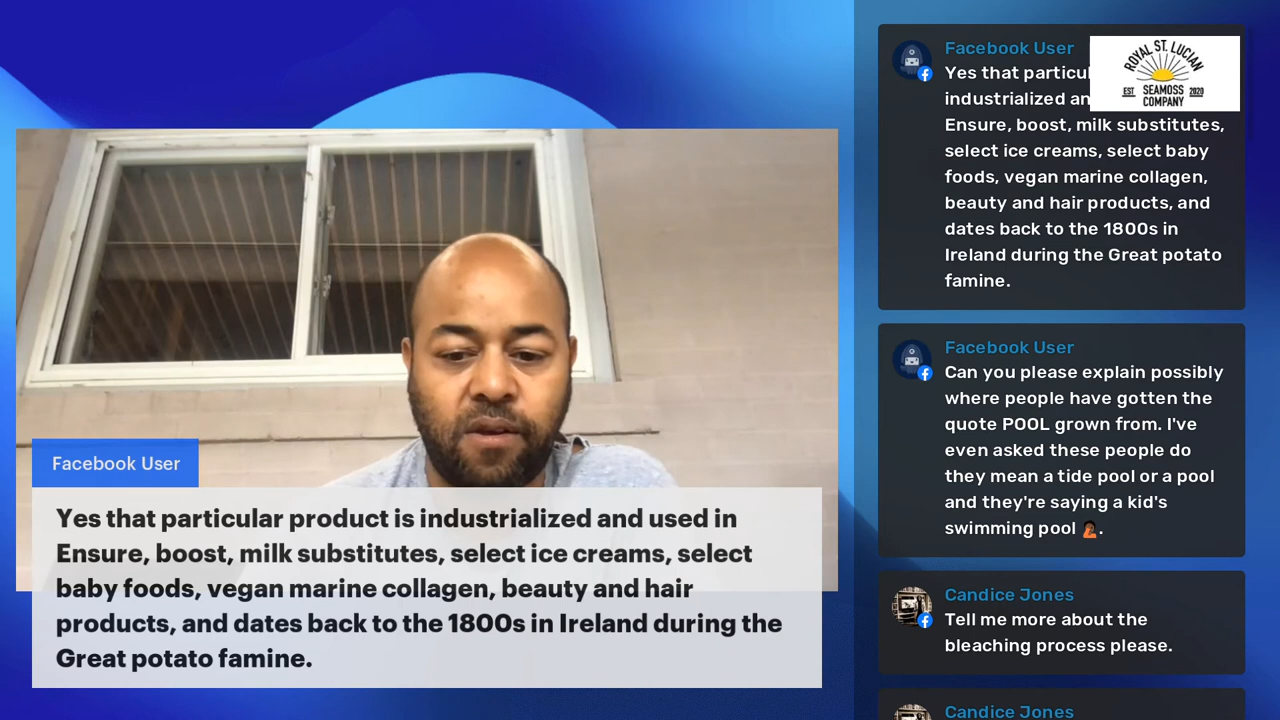 Facebook User
Yes that particular product is industrialized and used in
Ensure, boost, milk substitutes, select ice creams, select
baby foods, vegan marine collagen, beauty and hair
products, and dates back to the 1800s in Ireland during the
Great potato famine.
Facebook User
Yes that
industrialized
Ensure, boost, milk substitutes,
select ice creams, select baby
foods, vegan marine collagen,
beauty and hair products, and
dates back to the 1800s in
Ireland during the Great potato
famine.
ROYAL ST. LUCIAN
EST. SEAMOSS 2020
COMPANY
Facebook User
Can you please explain possibly
where people have gotten the
quote POOL grown from. I've
even asked these people do
they mean a tide pool or a pool
and they're saying a kid's
swimming pool 🤦🏾.
Candice Jones
Tell me more about the
bleaching process please.
Candice Jones